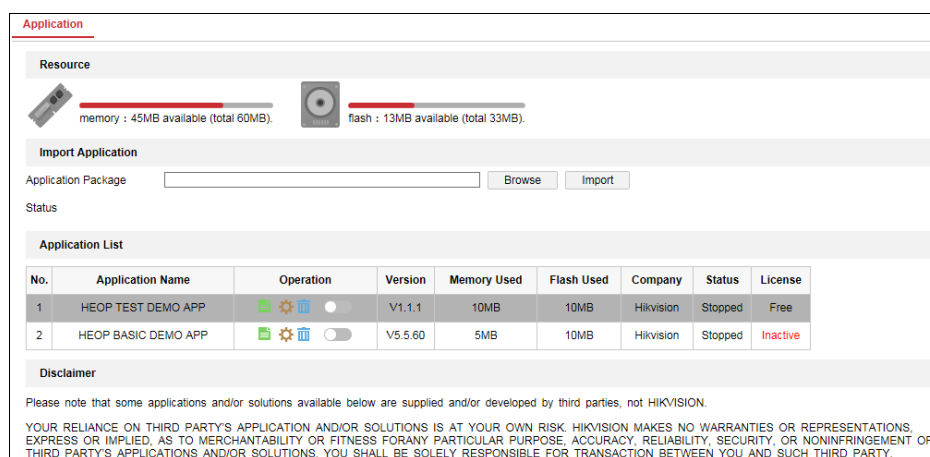 Application
Resource
memory : 45MB available (total 60MB).
flash : 13MB available (total 33MB).
Import Application
Application Package
Browse
Import
Status
Application List
No. Application Name Operation Version Memory Used Flash Used Company Status License
1 HEOP TEST DEMO APP V1.1.1 10MB 10MB Hikvision Stopped Free
2 HEOP BASIC DEMO APP V5.5.60 5MB 10MB Hikvision Stopped Inactive
Disclaimer
Please note that some applications and/or solutions available below are supplied and/or developed by third parties, not HIKVISION.
YOUR RELIANCE ON THIRD PARTY'S APPLICATION AND/OR SOLUTIONS IS AT YOUR OWN RISK. HIKVISION MAKES NO WARRANTIES OR REPRESENTATIONS,
EXPRESS OR IMPLIED, AS TO MERCHANTABILITY OR FITNESS FORANY PARTICULAR PURPOSE, ACCURACY, RELIABILITY, SECURITY, OR NONINFRINGEMENT OF
THIRD PARTY'S APPLICATIONS AND/OR SOLUTIONS. YOU SHALL BE SOLELY RESPONSIBLE FOR TRANSACTION BETWEEN YOU AND SUCH THIRD PARTY.